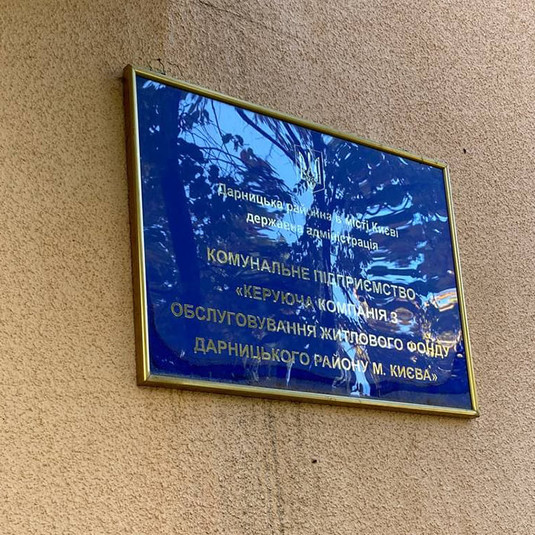 Дарницька районна в місті Києві
державна адміністрація
КОМУНАЛЬНЕ ПІДПРИЄМСТВО
«КЕРУЮЧА КОМПАНІЯ З
ОБСЛУГОВУВАННЯ ЖИТЛОВОГО ФОНДУ
ДАРНИЦЬКОГО РАЙОНУ М. КИЄВА»